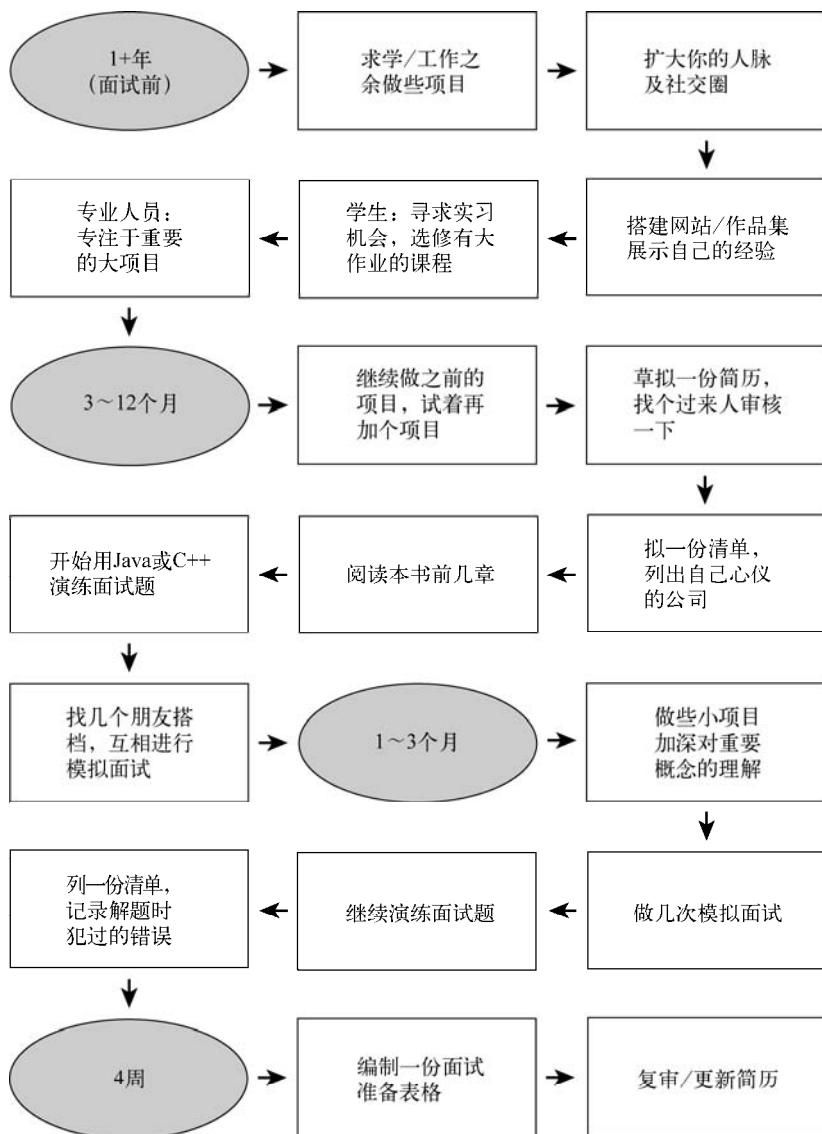 1+年
(面试前)
求学/工作之
余做些项目
扩大你的人脉
及社交圈
搭建网站/作品集
展示自己的经验
学生：寻求实习
机会，选修有大
作业的课程
专业人员：
专注于重要
的大项目
3～12个月
继续做之前的
项目，试着再
加个项目
草拟一份简历，
找个过来人审核
一下
拟一份清单，
列出自己心仪
的公司
阅读本书前几章
开始用Java或C++
演练面试题
找几个朋友搭
档，互相进行
模拟面试
1～3个月
做些小项目
加深对重要
概念的理解
做几次模拟面试
继续演练面试题
列一份清单，
记录解题时
犯过的错误
4周
编制一份面试
准备表格
复审/更新简历